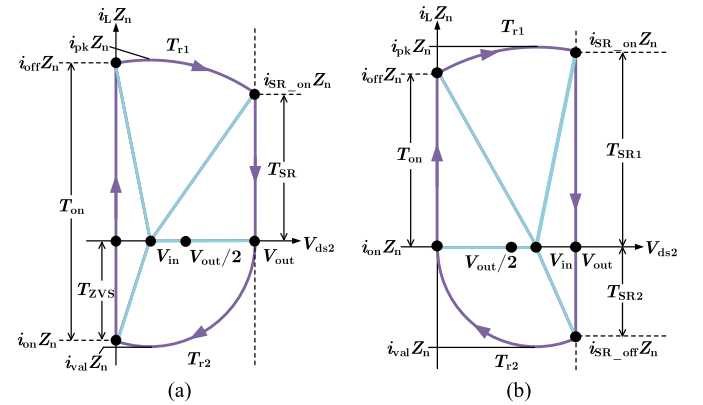 i_L Z_n
i_pk Z_n
T_r1
i_off Z_n
i_SR_on Z_n
T_on
T_SR
V_in
V_out/2
V_out
V_ds2
T_ZVS
i_on Z_n
i_val Z_n
T_r2
(a)
i_L Z_n
i_pk Z_n
T_r1
i_SR_on Z_n
i_off Z_n
T_on
T_SR1
i_on Z_n
V_out/2
V_in
V_out
V_ds2
T_SR2
i_val Z_n
T_r2
i_SR_off Z_n
(b)